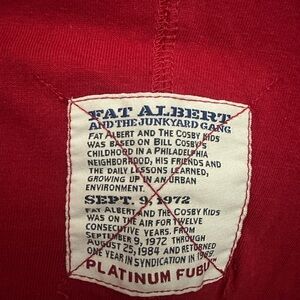 FAT ALBERT
AND THE JUNKYARD GANG
FAT ALBERT AND THE COSBY KIDS
WAS BASED ON BILL COSBY'S
CHILDHOOD IN A PHILADELPHIA
NEIGHBORHOOD, HIS FRIENDS AND
THE DAILY LESSONS LEARNED,
GROWING UP IN AN URBAN
ENVIRONMENT.
SEPT. 9, 1972
FAT ALBERT AND THE COSBY KIDS
WAS ON THE AIR FOR TWELVE
CONSECUTIVE YEARS. FROM
SEPTEMBER 9, 1972 THROUGH
AUGUST 25, 1984 AND RETURNED
ONE YEAR IN SYNDICATION IN 1989
PLATINUM FUBU